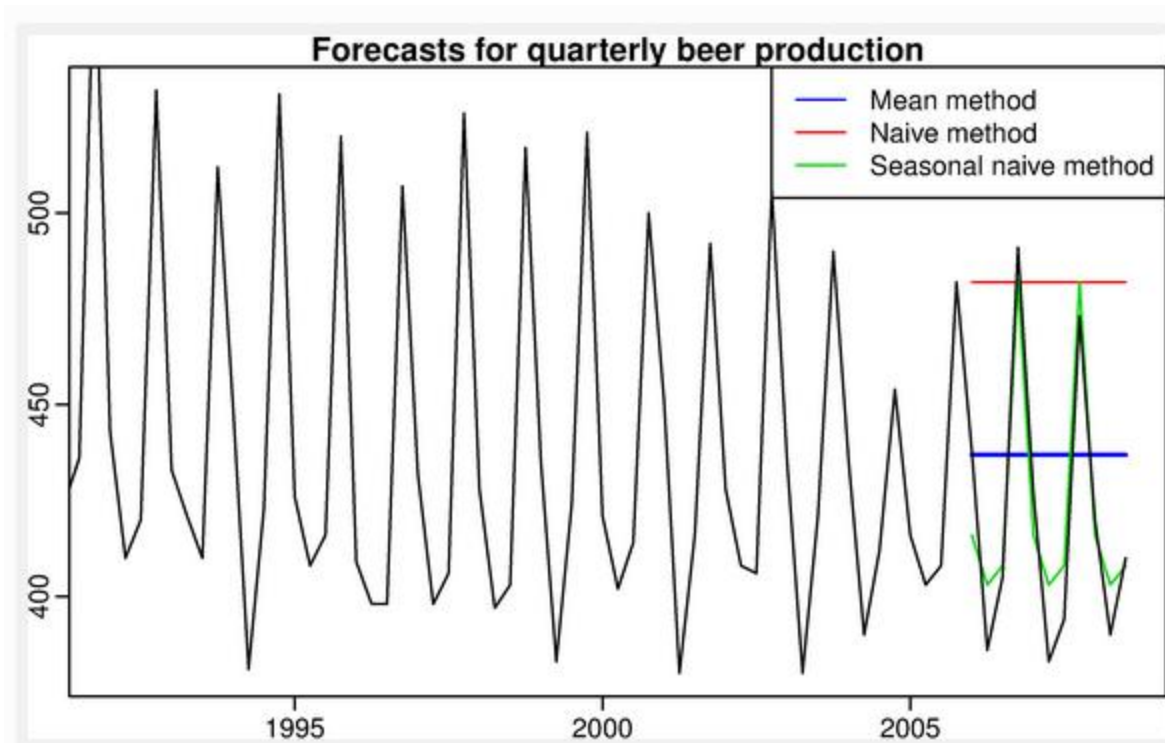 Forecasts for quarterly beer production
Mean method
Naive method
Seasonal naive method
500
450
400
1995 2000 2005